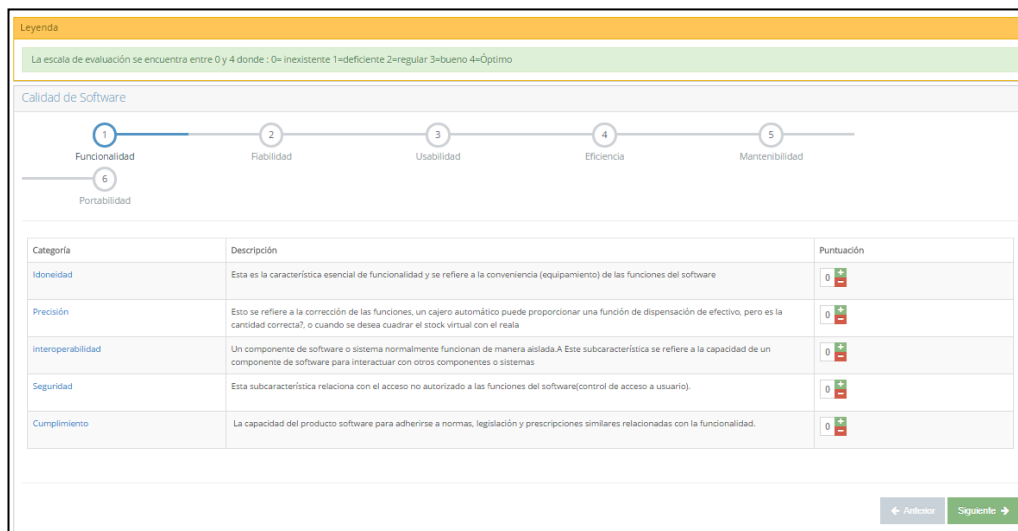 Leyenda
La escala de evaluación se encuentra entre 0 y 4 donde : 0= inexistente 1=deficiente 2=regular 3=bueno 4=Óptimo
Calidad de Software
1
Funcionalidad
2
Fiabilidad
3
Usabilidad
4
Eficiencia
5
Mantenibilidad
6
Portabilidad
Categoría
Descripción
Puntuación
Idoneidad
Esta es la característica esencial de funcionalidad y se refiere a la conveniencia (equipamiento) de las funciones del software
0
Precisión
Esto se refiere a la corrección de las funciones, un cajero automático puede proporcionar una función de dispensación de efectivo, pero es la
cantidad correcta?, o cuando se desea cuadrar el stock virtual con el reala
0
interoperabilidad
Un componente de software o sistema normalmente funcionan de manera aislada.A Este subcaracterística se refiere a la capacidad de un
componente de software para interactuar con otros componentes o sistemas
0
Seguridad
Esta subcaracterística relaciona con el acceso no autorizado a las funciones del software(control de acceso a usuario).
0
Cumplimiento
La capacidad del producto software para adherirse a normas, legislación y prescripciones similares relacionadas con la funcionalidad.
0
← Anterior
Siguiente →